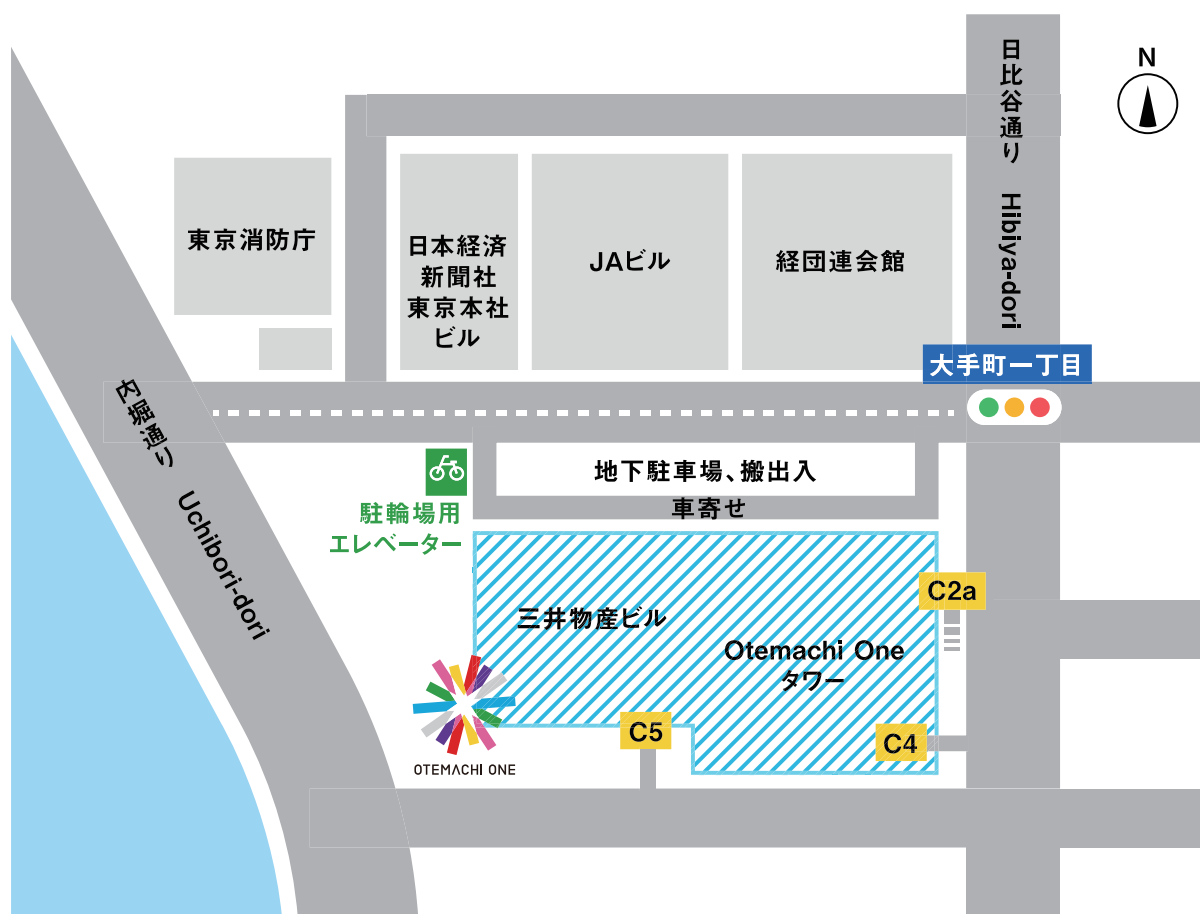 N
日比谷通り Hibiya-dori
東京消防庁
日本経済
新聞社
東京本社
ビル
JAビル
経団連会館
大手町一丁目
内堀通り Uchibori-dori
地下駐車場、搬出入
車寄せ
駐輪場用
エレベーター
C2a
三井物産ビル
Otemachi One
タワー
C5
C4
OTEMACHI ONE